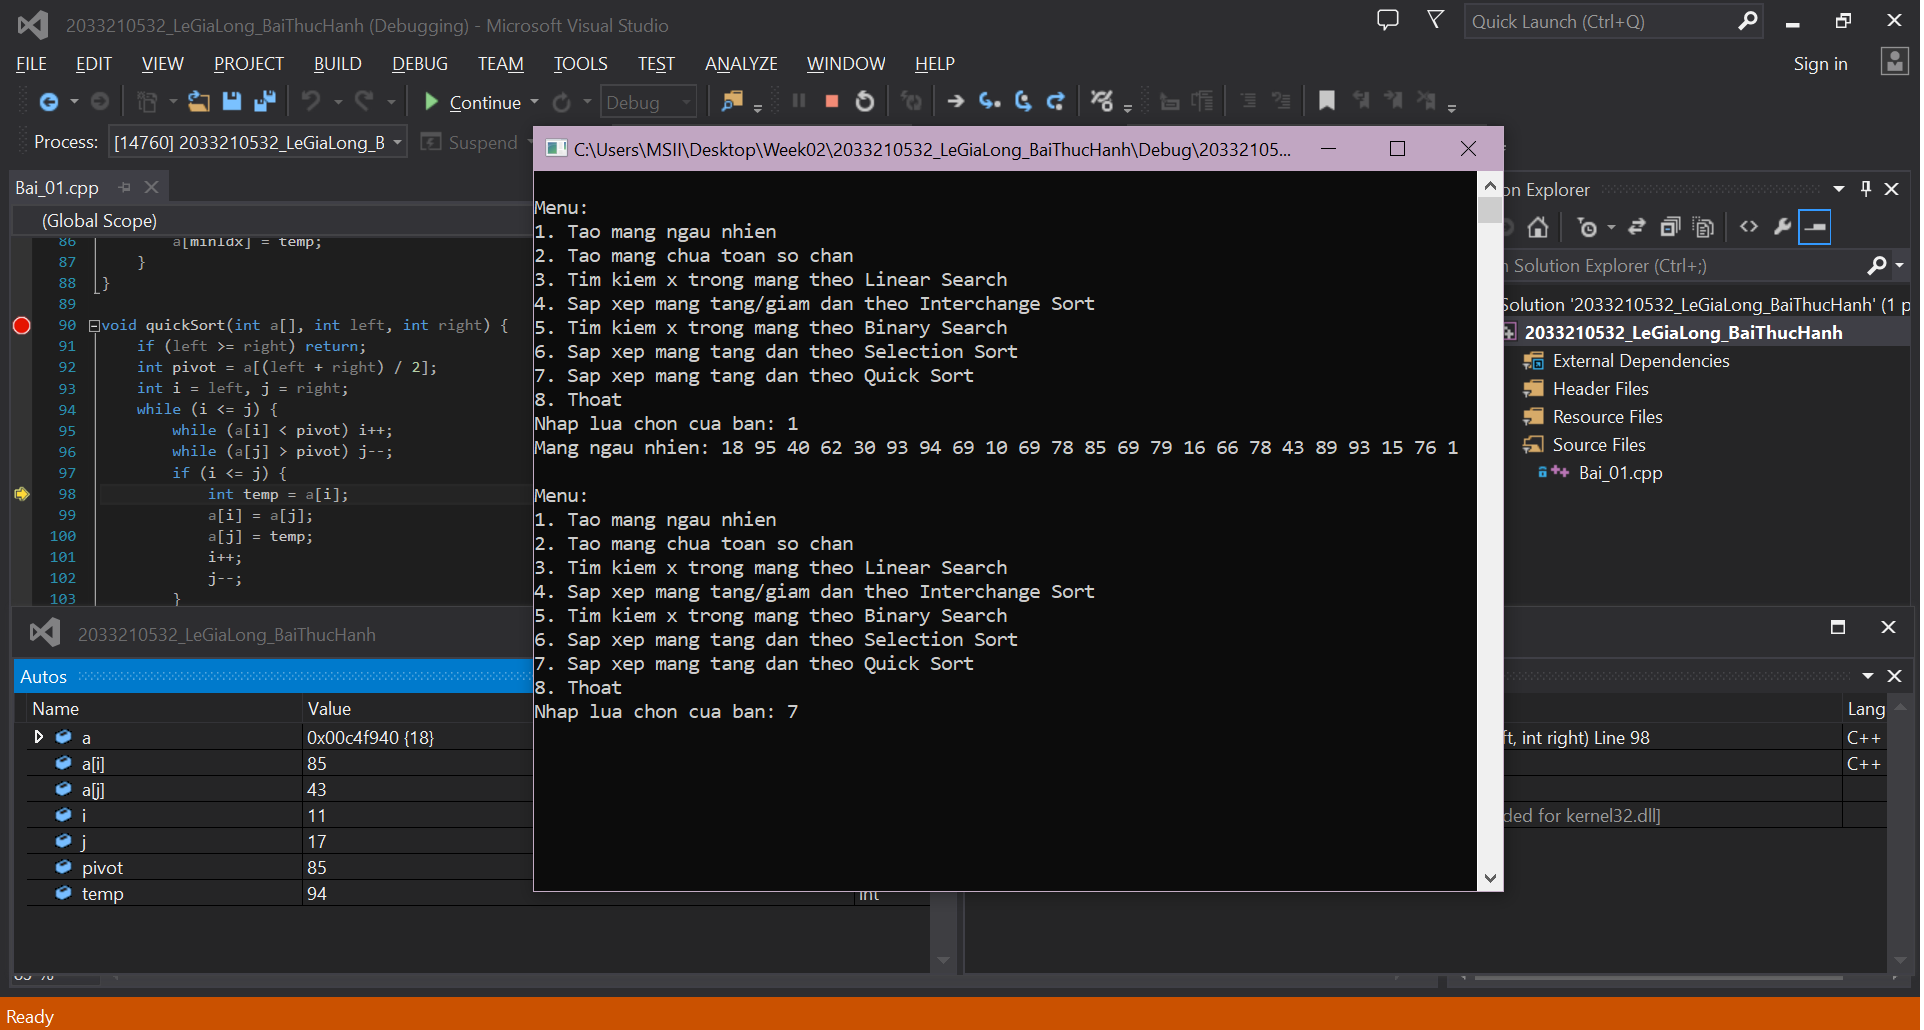 2033210532_LeGiaLong_BaiThucHanh (Debugging) - Microsoft Visual Studio
Quick Launch (Ctrl+Q)
FILE EDIT VIEW PROJECT BUILD DEBUG TEAM TOOLS TEST ANALYZE WINDOW HELP
Sign in
Continue
Debug
Process: [14760] 2033210532_LeGiaLong_B
Suspend
C:\Users\MSII\Desktop\Week02\2033210532_LeGiaLong_BaiThucHanh\Debug\20332105...
Bai_01.cpp
(Global Scope)
86 a[minIdx] = temp;
87 }
88 }
89
90 void quickSort(int a[], int left, int right) {
91 if (left >= right) return;
92 int pivot = a[(left + right) / 2];
93 int i = left, j = right;
94 while (i <= j) {
95 while (a[i] < pivot) i++;
96 while (a[j] > pivot) j--;
97 if (i <= j) {
98 int temp = a[i];
99 a[i] = a[j];
100 a[j] = temp;
101 i++;
102 j--;
103 }
Menu:
1. Tao mang ngau nhien
2. Tao mang chua toan so chan
3. Tim kiem x trong mang theo Linear Search
4. Sap xep mang tang/giam dan theo Interchange Sort
5. Tim kiem x trong mang theo Binary Search
6. Sap xep mang tang dan theo Selection Sort
7. Sap xep mang tang dan theo Quick Sort
8. Thoat
Nhap lua chon cua ban: 1
Mang ngau nhien: 18 95 40 62 30 93 94 69 10 69 78 85 69 79 16 66 78 43 89 93 15 76 1
Menu:
1. Tao mang ngau nhien
2. Tao mang chua toan so chan
3. Tim kiem x trong mang theo Linear Search
4. Sap xep mang tang/giam dan theo Interchange Sort
5. Tim kiem x trong mang theo Binary Search
6. Sap xep mang tang dan theo Selection Sort
7. Sap xep mang tang dan theo Quick Sort
8. Thoat
Nhap lua chon cua ban: 7
on Explorer
Solution Explorer (Ctrl+;)
Solution '2033210532_LeGiaLong_BaiThucHanh' (1 p
2033210532_LeGiaLong_BaiThucHanh
External Dependencies
Header Files
Resource Files
Source Files
Bai_01.cpp
2033210532_LeGiaLong_BaiThucHanh
Autos
Name Value
a 0x00c4f940 {18}
a[i] 85
a[j] 43
i 11
j 17
pivot 85
temp 94 int
Lang
ft, int right) Line 98 C++
C++
ded for kernel32.dll]
Ready